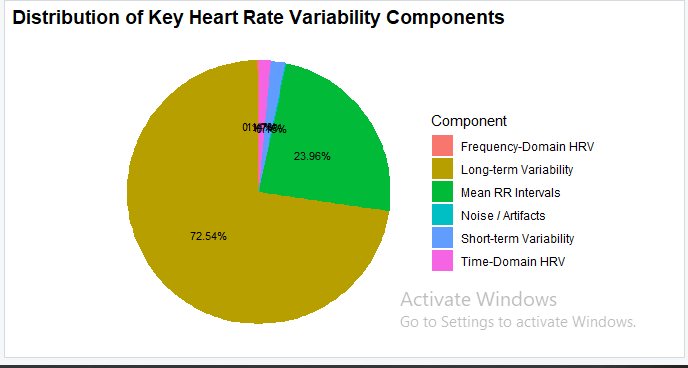 Distribution of Key Heart Rate Variability Components
23.96%
72.54%
Component
Frequency-Domain HRV
Long-term Variability
Mean RR Intervals
Noise / Artifacts
Short-term Variability
Time-Domain HRV
Activate Windows
Go to Settings to activate Windows.